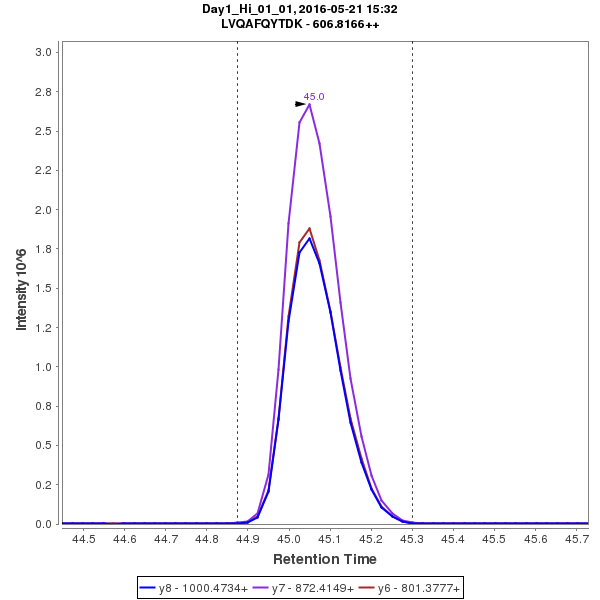 Day1_Hi_01_01, 2016-05-21 15:32
LVQAFQYTDK - 606.8166++
3.0
2.8
2.5
2.2
2.0
1.8
1.5
1.2
1.0
0.8
0.5
0.2
0.0
Intensity 10^6
45.0
44.5 44.6 44.7 44.8 44.9 45.0 45.1 45.2 45.3 45.4 45.5 45.6 45.7
Retention Time
y8 - 1000.4734+ y7 - 872.4149+ y6 - 801.3777+